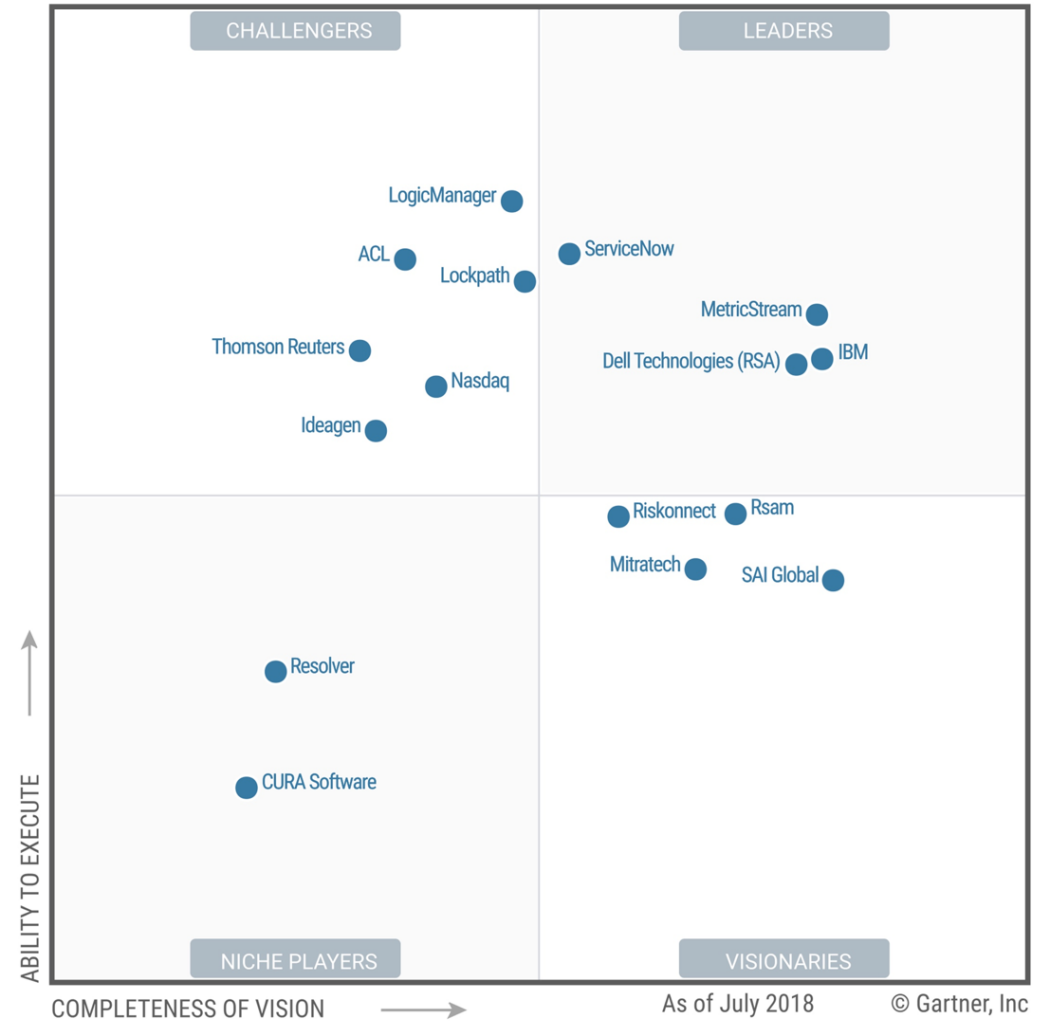 CHALLENGERS
LEADERS
LogicManager
ACL
ServiceNow
Lockpath
MetricStream
Thomson Reuters
Dell Technologies (RSA)
IBM
Nasdaq
Ideagen
Riskonnect
Rsam
Mitratech
SAI Global
Resolver
CURA Software
ABILITY TO EXECUTE
NICHE PLAYERS
VISIONARIES
COMPLETENESS OF VISION
As of July 2018
© Gartner, Inc